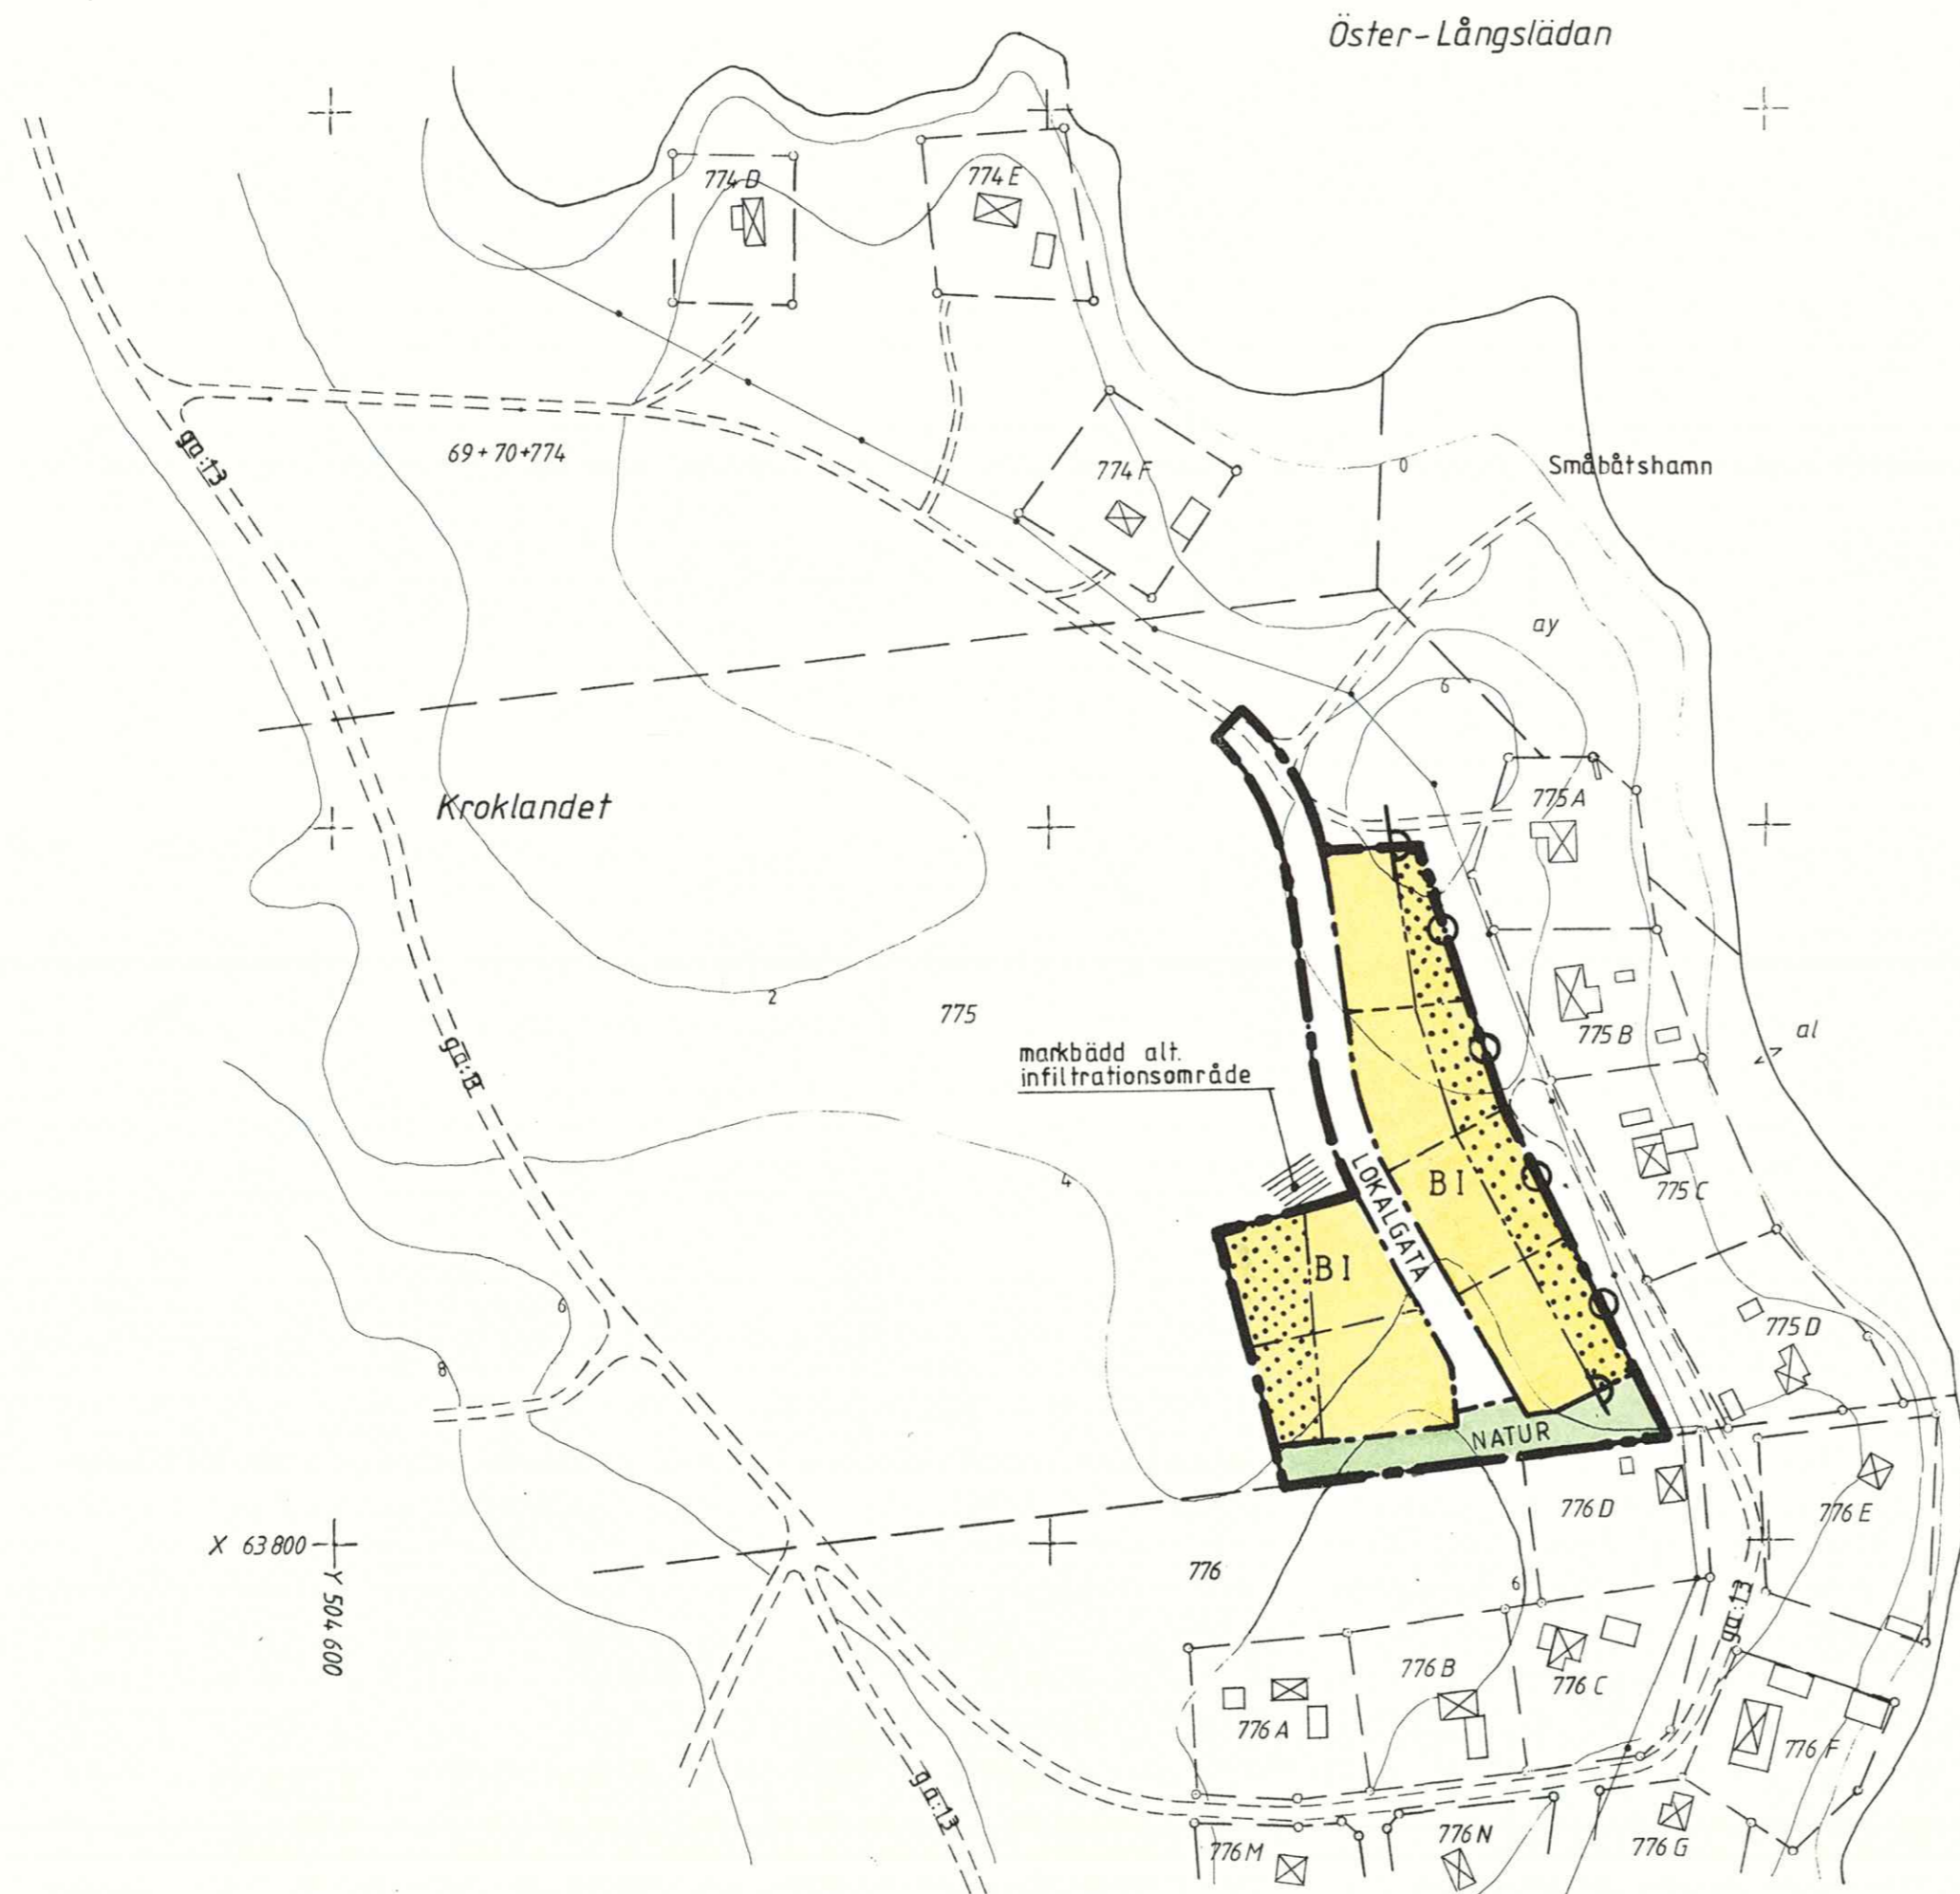 Öster-Långslädan
774 D
774 E
ga:13
69+70+774
774 F
0
Småbåtshamn
ay
6
775 A
Kroklandet
2
775
775 B
al
ga:13
markbädd alt.
infiltrationsområde
4
LOKALGATA
B I
775 C
B I
6
775 D
8
NATUR
776 D
776 E
X 63 800
Y 504 600
776
6
ga:13
776 A
776 B
776 C
776 F
ga:13
776 M
776 N
776 G